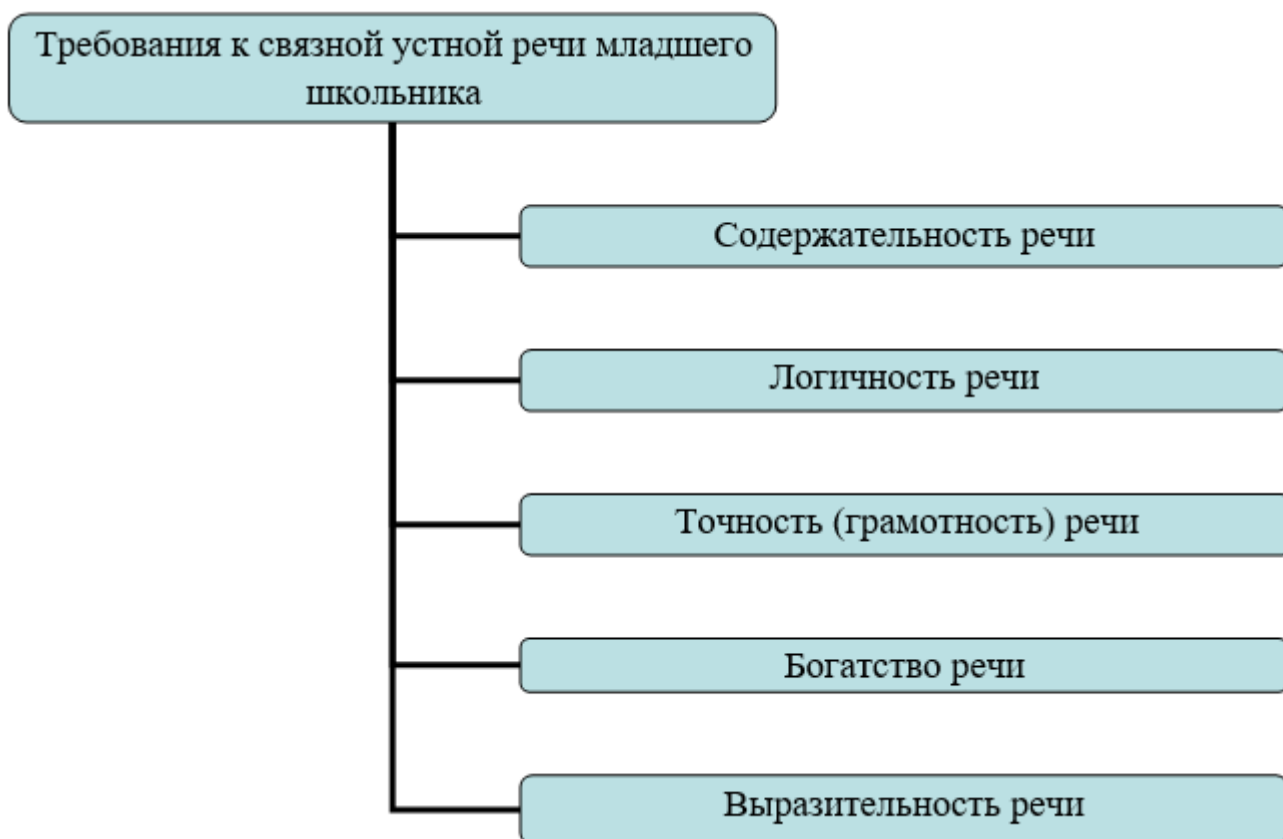 Требования к связной устной речи младшего
школьника
Содержательность речи
Логичность речи
Точность (грамотность) речи
Богатство речи
Выразительность речи